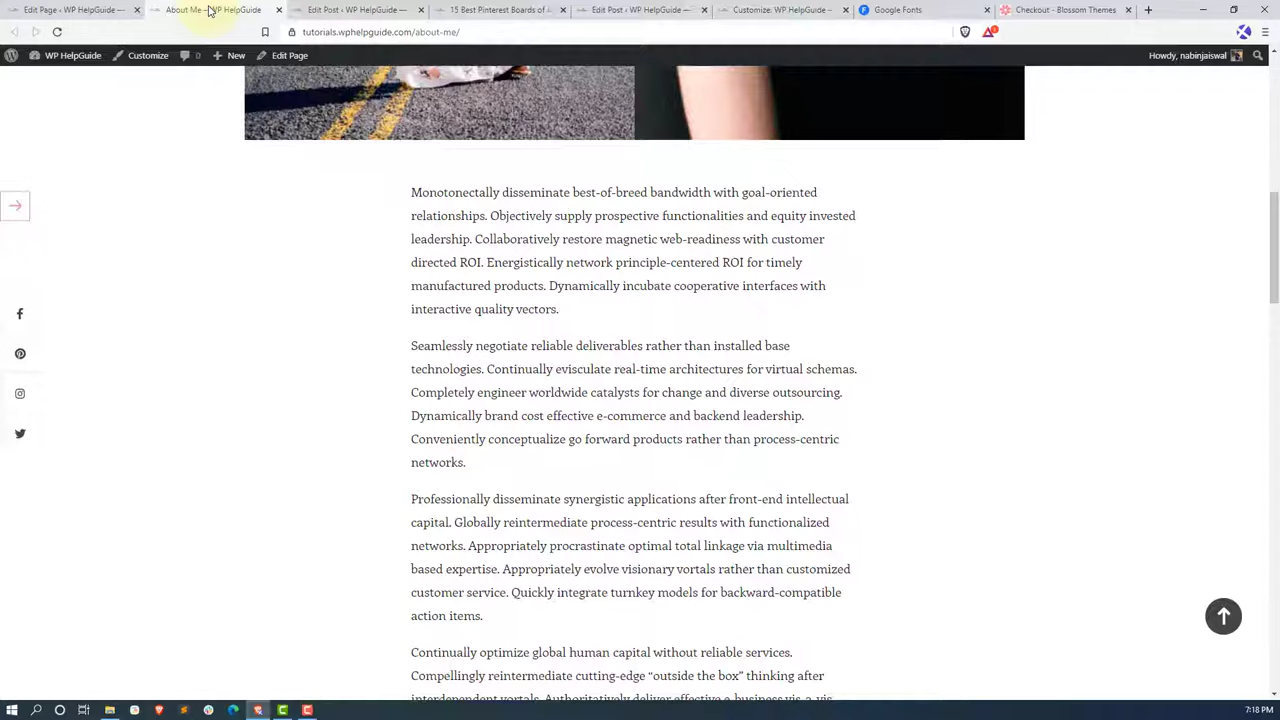 Edit Page ‹ WP HelpGuide —
About Me – WP HelpGuide
Edit Post ‹ WP HelpGuide —
15 Best Pinterest Boards of
Edit Post ‹ WP HelpGuide —
Customize: WP HelpGuide –
Google Fonts
Checkout - Blossom Themes
tutorials.wphelpguide.com/about-me/
WP HelpGuide
Customize
0
New
Edit Page
Howdy, nabinjaiswal
Monotonectally disseminate best-of-breed bandwidth with goal-oriented
relationships. Objectively supply prospective functionalities and equity invested
leadership. Collaboratively restore magnetic web-readiness with customer
directed ROI. Energistically network principle-centered ROI for timely
manufactured products. Dynamically incubate cooperative interfaces with
interactive quality vectors.
Seamlessly negotiate reliable deliverables rather than installed base
technologies. Continually evisculate real-time architectures for virtual schemas.
Completely engineer worldwide catalysts for change and diverse outsourcing.
Dynamically brand cost effective e-commerce and backend leadership.
Conveniently conceptualize go forward products rather than process-centric
networks.
Professionally disseminate synergistic applications after front-end intellectual
capital. Globally reintermediate process-centric results with functionalized
networks. Appropriately procrastinate optimal total linkage via multimedia
based expertise. Appropriately evolve visionary vortals rather than customized
customer service. Quickly integrate turnkey models for backward-compatible
action items.
Continually optimize global human capital without reliable services.
Compellingly reintermediate cutting-edge “outside the box” thinking after
interdependent vortals. Authoritatively deliver effective e-business vis-a-vis
7:18 PM